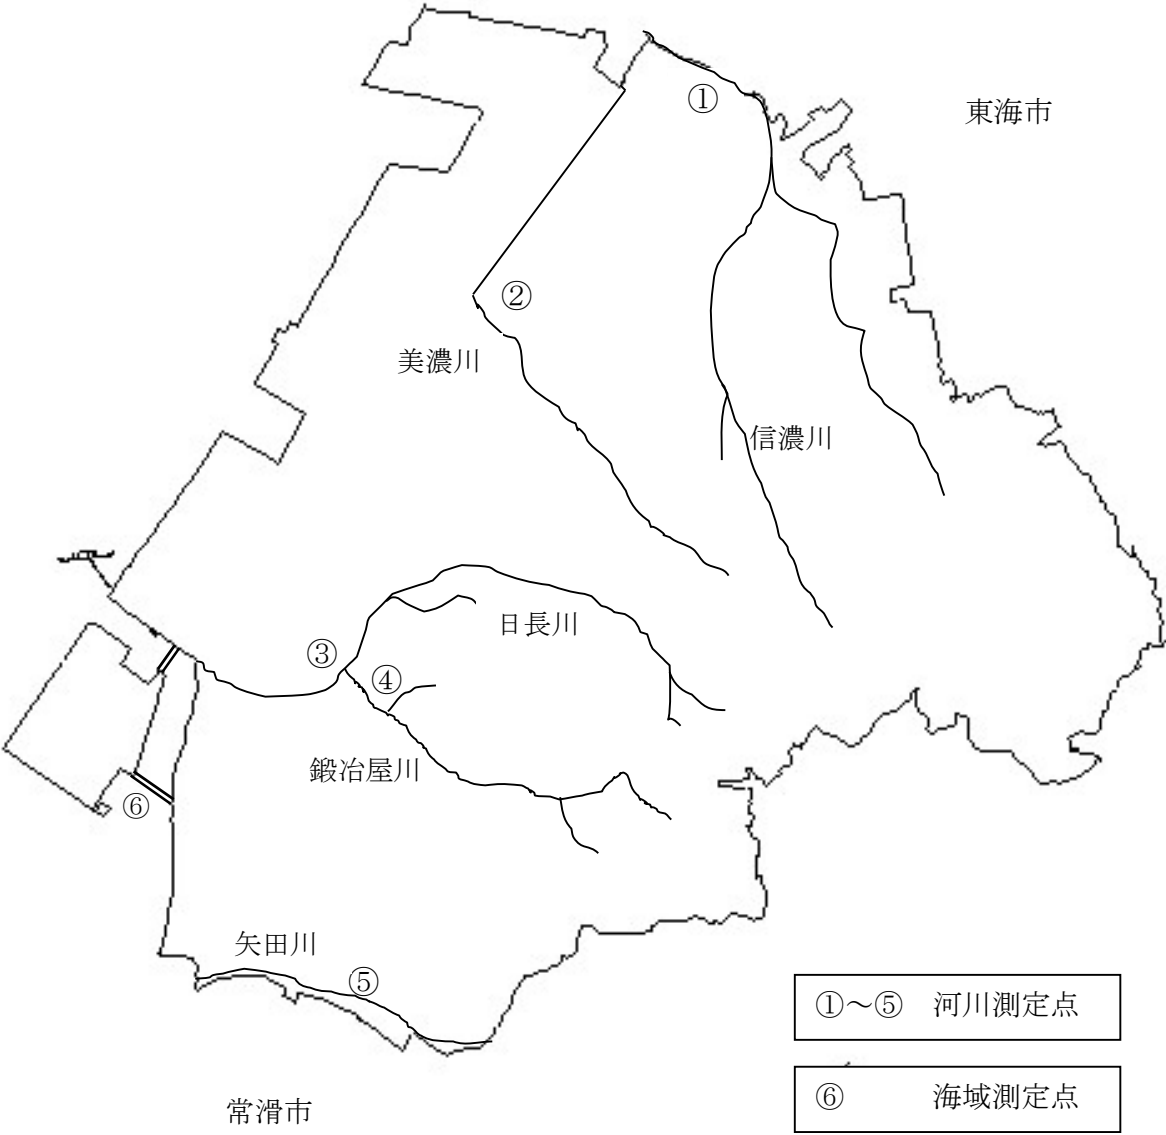 ①
東海市
②
美濃川
信濃川
日長川
③
④
鍛冶屋川
⑥
矢田川
⑤
①～⑤　河川測定点
⑥　　　海域測定点
常滑市